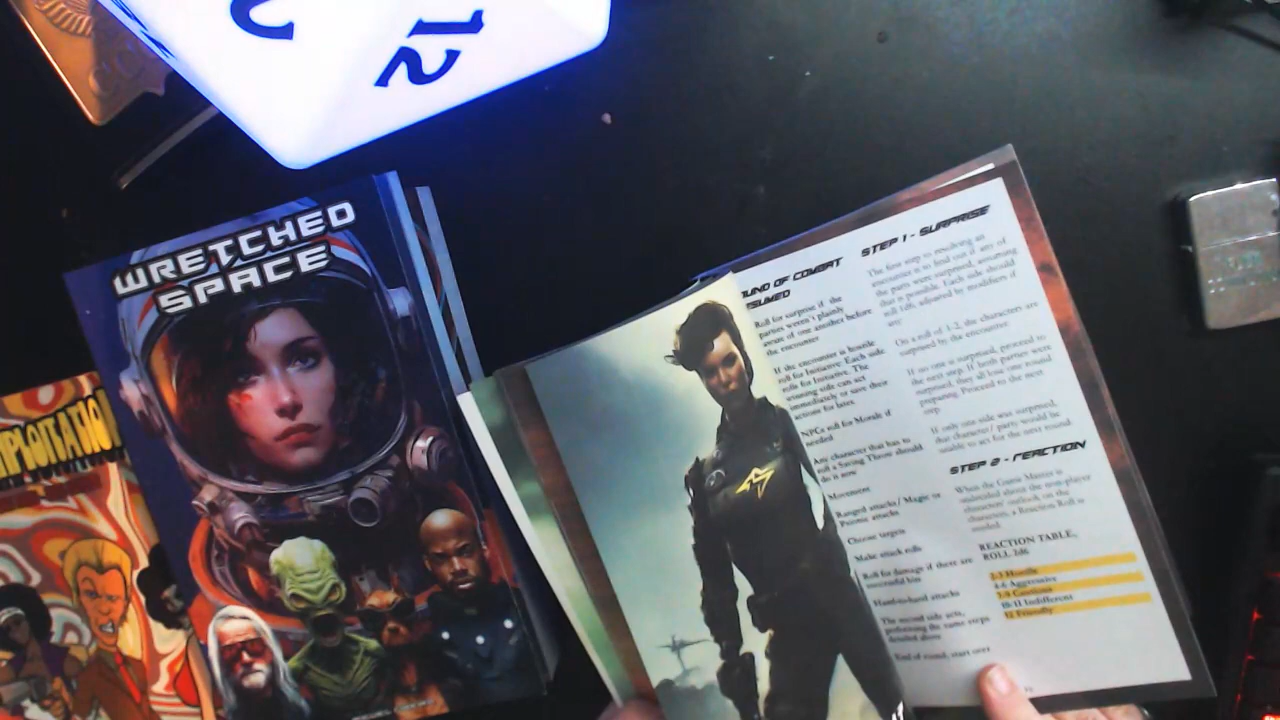 12
WRETCHED
SPACE
PLOITATION
OUND OF COMBAT
SUMED
Roll for surprise if the
parties weren't plainly
aware of one another before
the encounter
If the encounter is hostile
roll for Initiative. Each side
rolls for Initiative. The
winning side can act
immediately or save their
actions for later.
NPCs roll for Morale if
needed
Any character that has to
roll a Saving Throw should
do is now
Movement
Ranged attacks/ Magic or
Psionic attacks
Choose targets
Make attack rolls
Roll for damage if there are
successful hits
Hand-to-hand attacks
The second side acts,
performing the same steps
detailed above
End of round, start over
STEP 1 - SURPRISE
The first step to resolving an
encounter is to find out if any of
the parts were surprised, assuming
that is possible. Each side should
roll 1d6, adjusted by modifiers if
any:
On a roll of 1-2, the characters are
surprised by the encounter.
If no one is surprised, proceed to
the next step. If both parties were
surprised, they all lose one round
preparing. Proceed to the next
step.
If only one side was surprised,
that character/ party would be
unable to act for the next round.
STEP 2 - REACTION
When the Game Master is
undecided about the non-player
characters' outlook on the
characters, a Reaction Roll is
needed.
REACTION TABLE,
ROLL 2d6
2-3 Hostile
4-6 Aggressive
7-9 Cautious
10-11 Indifferent
12 Friendly